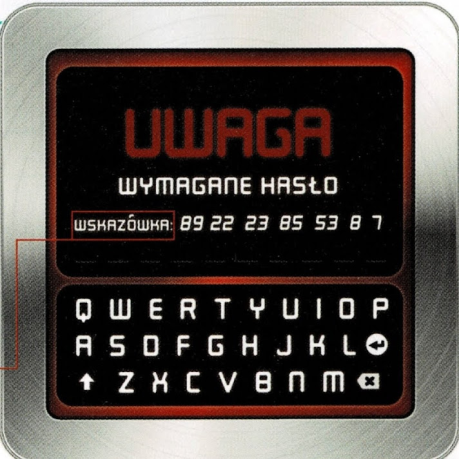 UWAGA
WYMAGANE HASŁO
WSKAZÓWKA: 89 22 23 85 53 8 7
Q W E R T Y U I O P
A S D F G H J K L
Z X C V B N M